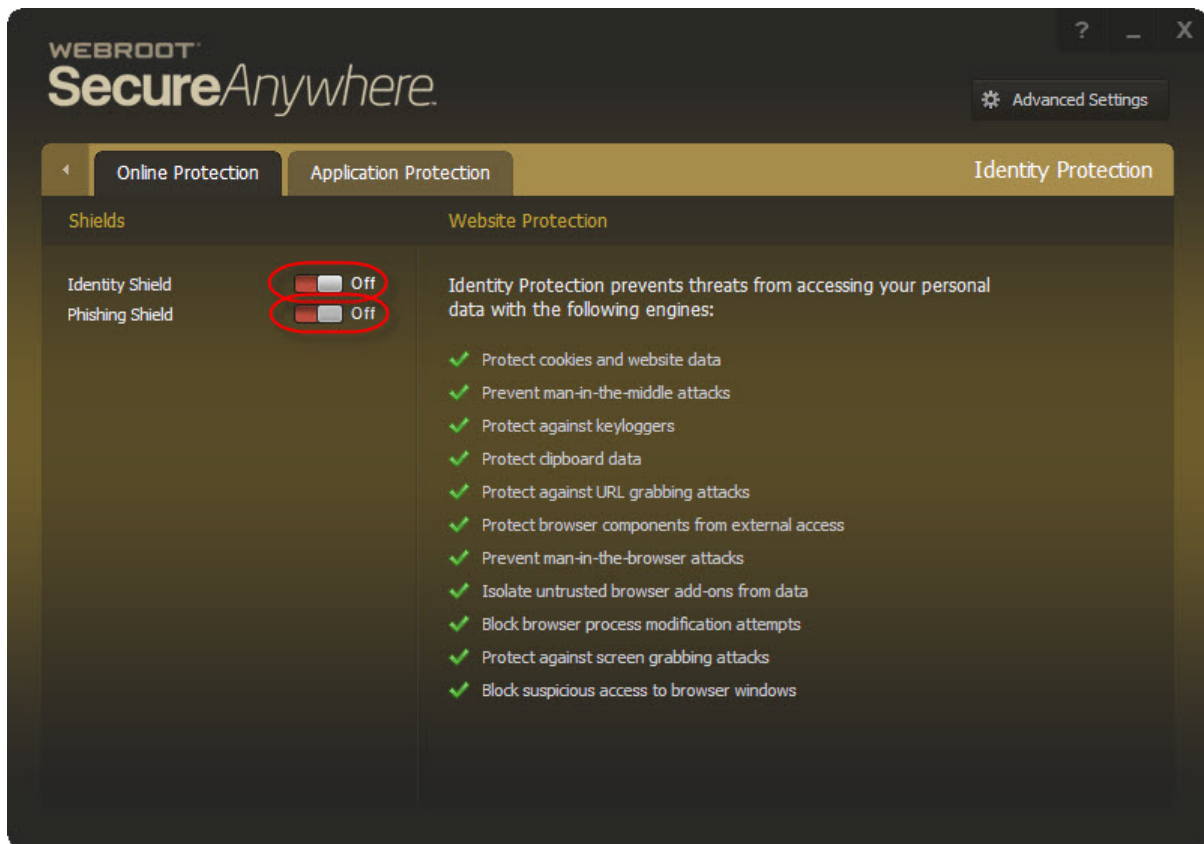 ? _ X
WEBROOT
SecureAnywhere
Advanced Settings
Online Protection
Application Protection
Identity Protection
Shields
Website Protection
Identity Shield Off
Phishing Shield Off
Identity Protection prevents threats from accessing your personal
data with the following engines:
Protect cookies and website data
Prevent man-in-the-middle attacks
Protect against keyloggers
Protect clipboard data
Protect against URL grabbing attacks
Protect browser components from external access
Prevent man-in-the-browser attacks
Isolate untrusted browser add-ons from data
Block browser process modification attempts
Protect against screen grabbing attacks
Block suspicious access to browser windows